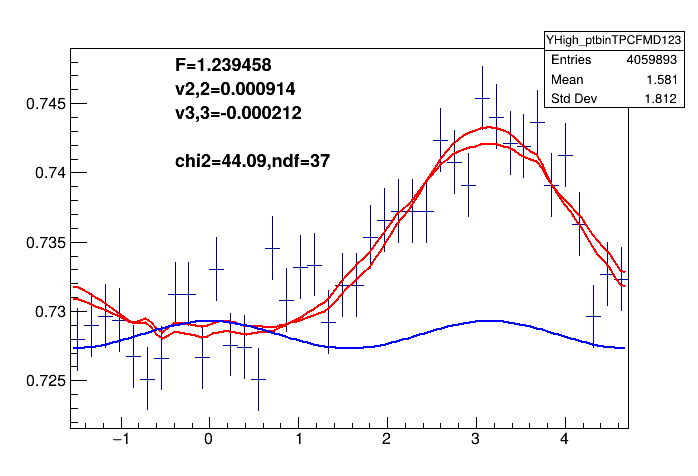 YHigh_ptbinTPCFMD123
Entries 4059893
Mean 1.581
Std Dev 1.812
F=1.239458
v2,2=0.000914
v3,3=-0.000212
chi2=44.09,ndf=37
0.745
0.74
0.735
0.73
0.725
−1 0 1 2 3 4